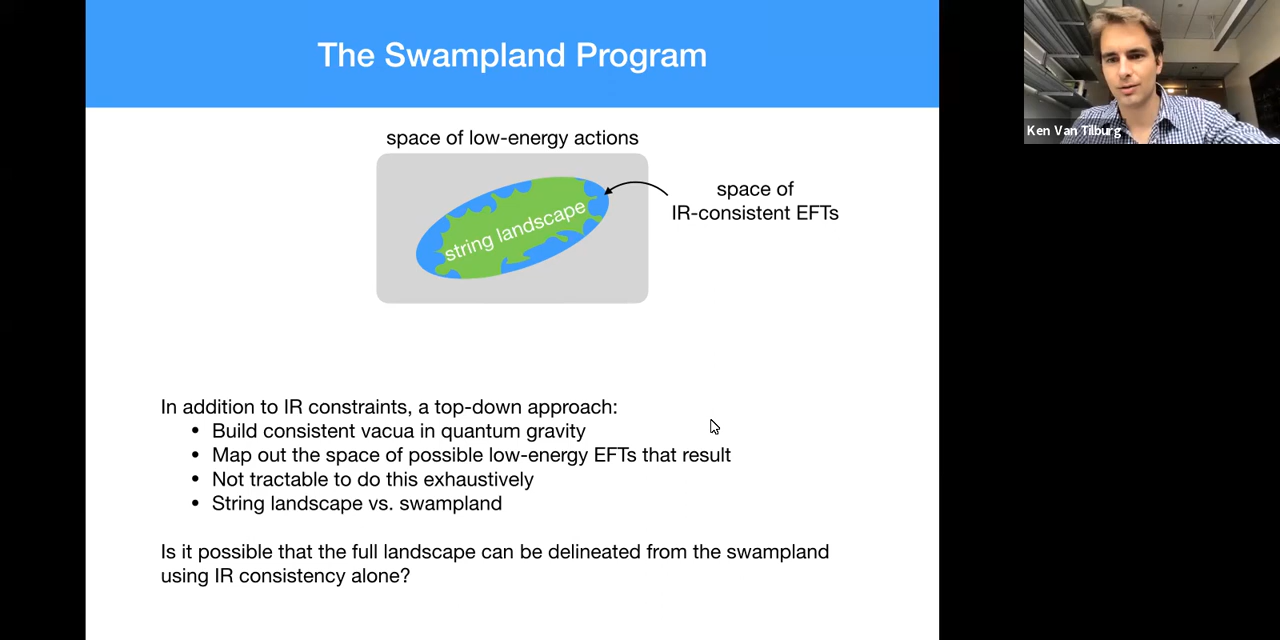 The Swampland Program
Ken Van Tilburg
space of low-energy actions
string landscape
space of
IR-consistent EFTs
In addition to IR constraints, a top-down approach:
• Build consistent vacua in quantum gravity
• Map out the space of possible low-energy EFTs that result
• Not tractable to do this exhaustively
• String landscape vs. swampland
Is it possible that the full landscape can be delineated from the swampland
using IR consistency alone?